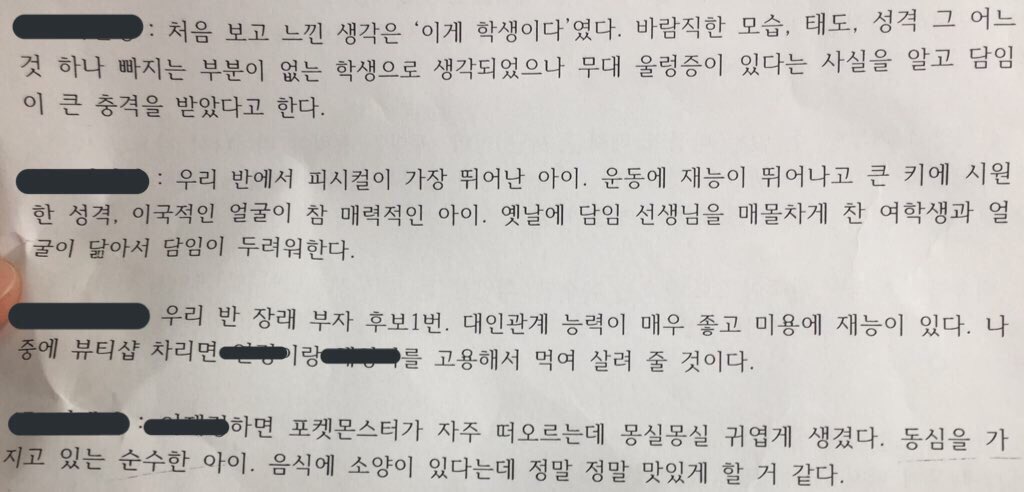 : 처음 보고 느낀 생각은 ‘이게 학생이다’였다. 바람직한 모습, 태도, 성격 그 어느
것 하나 빠지는 부분이 없는 학생으로 생각되었으나 무대 울렁증이 있다는 사실을 알고 담임
이 큰 충격을 받았다고 한다.
: 우리 반에서 피시컬이 가장 뛰어난 아이. 운동에 재능이 뛰어나고 큰 키에 시원
한 성격, 이국적인 얼굴이 참 매력적인 아이. 옛날에 담임 선생님을 매몰차게 찬 여학생과 얼
굴이 닮아서 담임이 두려워한다.
우리 반 장래 부자 후보1번. 대인관계 능력이 매우 좋고 미용에 재능이 있다. 나
중에 뷰티샵 차리면 이랑 를 고용해서 먹여 살려 줄 것이다.
: 하면 포켓몬스터가 자주 떠오르는데 몽실몽실 귀엽게 생겼다. 동심을 가
지고 있는 순수한 아이. 음식에 소양이 있다는데 정말 정말 맛있게 할 거 같다.